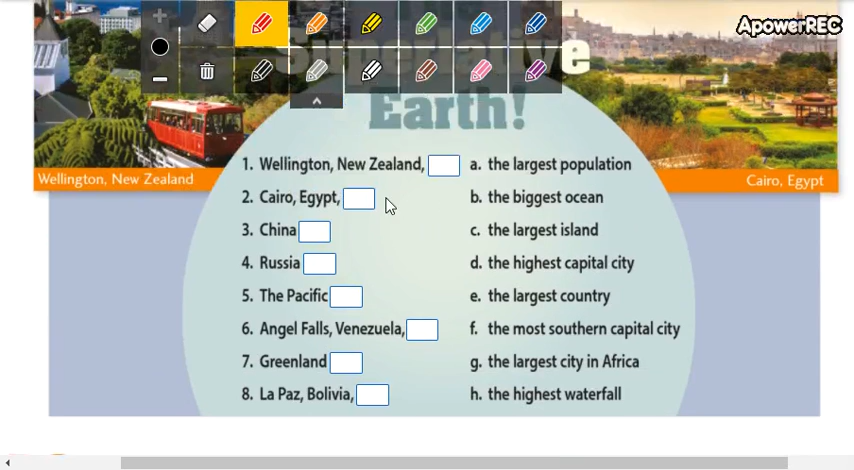 ApowerREC
Superlative
Earth!
Wellington, New Zealand
Cairo, Egypt
1. Wellington, New Zealand,
2. Cairo, Egypt,
3. China
4. Russia
5. The Pacific
6. Angel Falls, Venezuela,
7. Greenland
8. La Paz, Bolivia,
a. the largest population
b. the biggest ocean
c. the largest island
d. the highest capital city
e. the largest country
f. the most southern capital city
g. the largest city in Africa
h. the highest waterfall